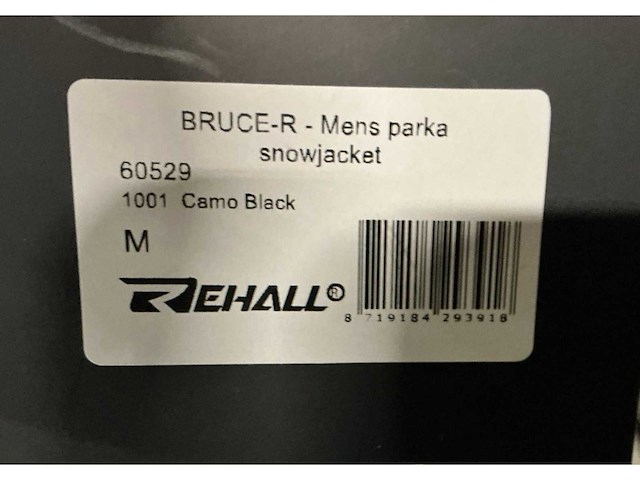 BRUCE-R - Mens parka
snowjacket
60529
1001 Camo Black
M
REHALL®
8 719184 293918